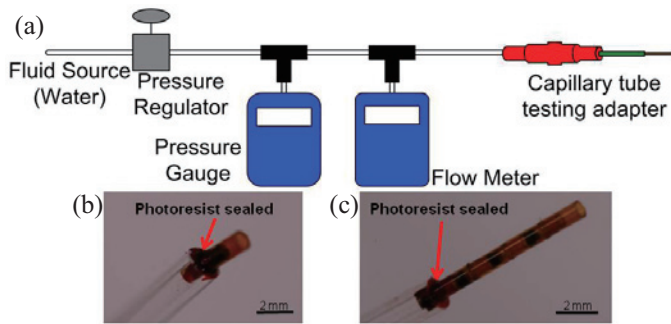 (a)
Fluid Source
(Water)
Pressure
Regulator
Pressure
Gauge
Flow Meter
Capillary tube
testing adapter
(b)
Photoresist sealed
2mm
(c)
Photoresist sealed
2mm